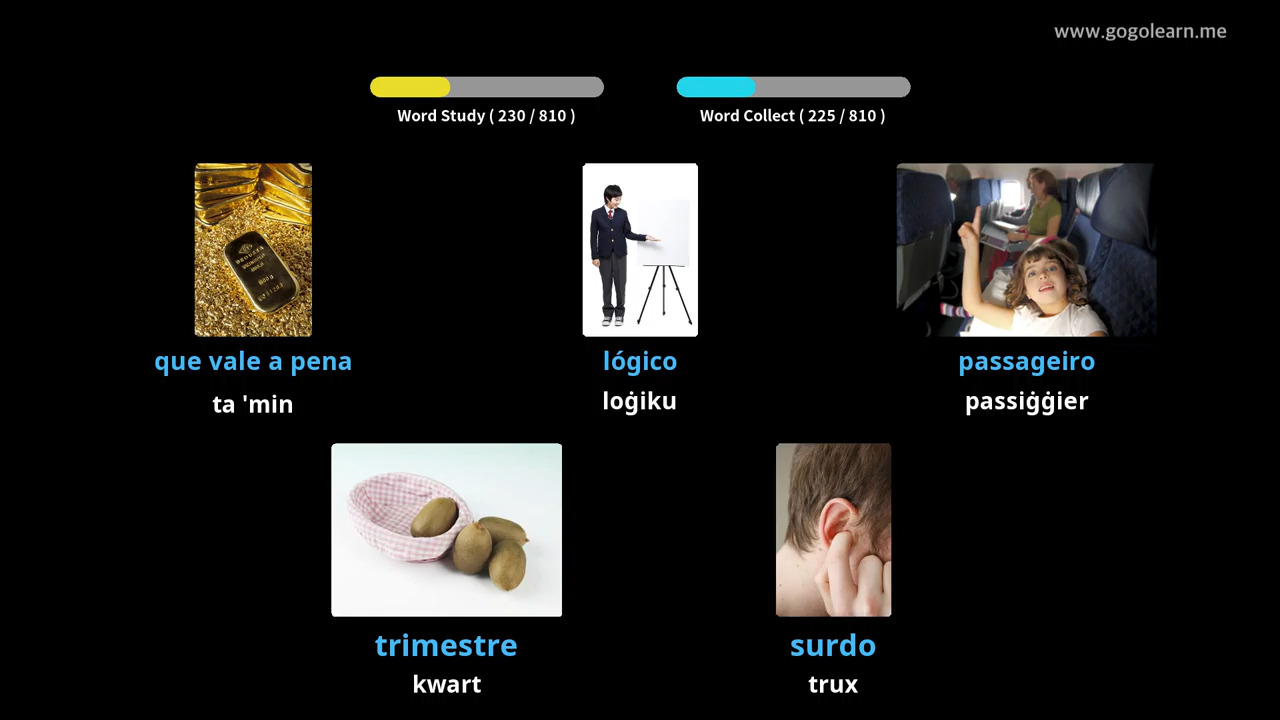 www.gogolearn.me
Word Study ( 230 / 810 )
Word Collect ( 225 / 810 )
que vale a pena
ta 'min
lógico
loġiku
passageiro
passiġġier
trimestre
kwart
surdo
trux